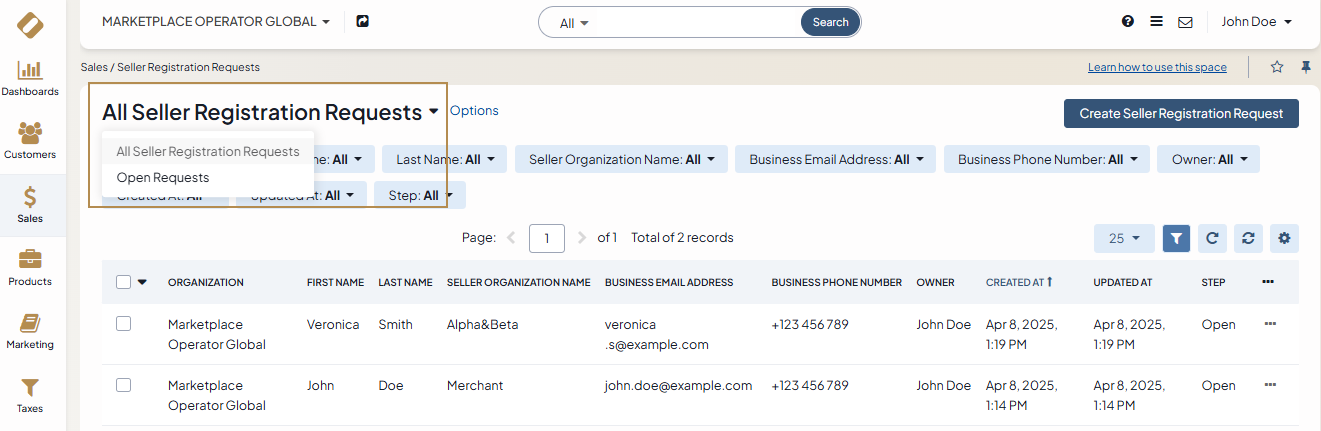 MARKETPLACE OPERATOR GLOBAL
All
Search
John Doe
Dashboards
Customers
Sales
Products
Marketing
Taxes
Sales / Seller Registration Requests
Learn how to use this space
All Seller Registration Requests
Options
Create Seller Registration Request
All Seller Registration Requests
Open Requests
me: All
Last Name: All
Seller Organization Name: All
Business Email Address: All
Business Phone Number: All
Owner: All
Created At: All
Updated At: All
Step: All
Page: 1 of 1 Total of 2 records
25
ORGANIZATION FIRST NAME LAST NAME SELLER ORGANIZATION NAME BUSINESS EMAIL ADDRESS BUSINESS PHONE NUMBER OWNER CREATED AT UPDATED AT STEP
Marketplace Operator Global Veronica Smith Alpha&Beta veronica.s@example.com +123 456 789 John Doe Apr 8, 2025, 1:19 PM Apr 8, 2025, 1:19 PM Open
Marketplace Operator Global John Doe Merchant john.doe@example.com +123 456 789 John Doe Apr 8, 2025, 1:14 PM Apr 8, 2025, 1:14 PM Open